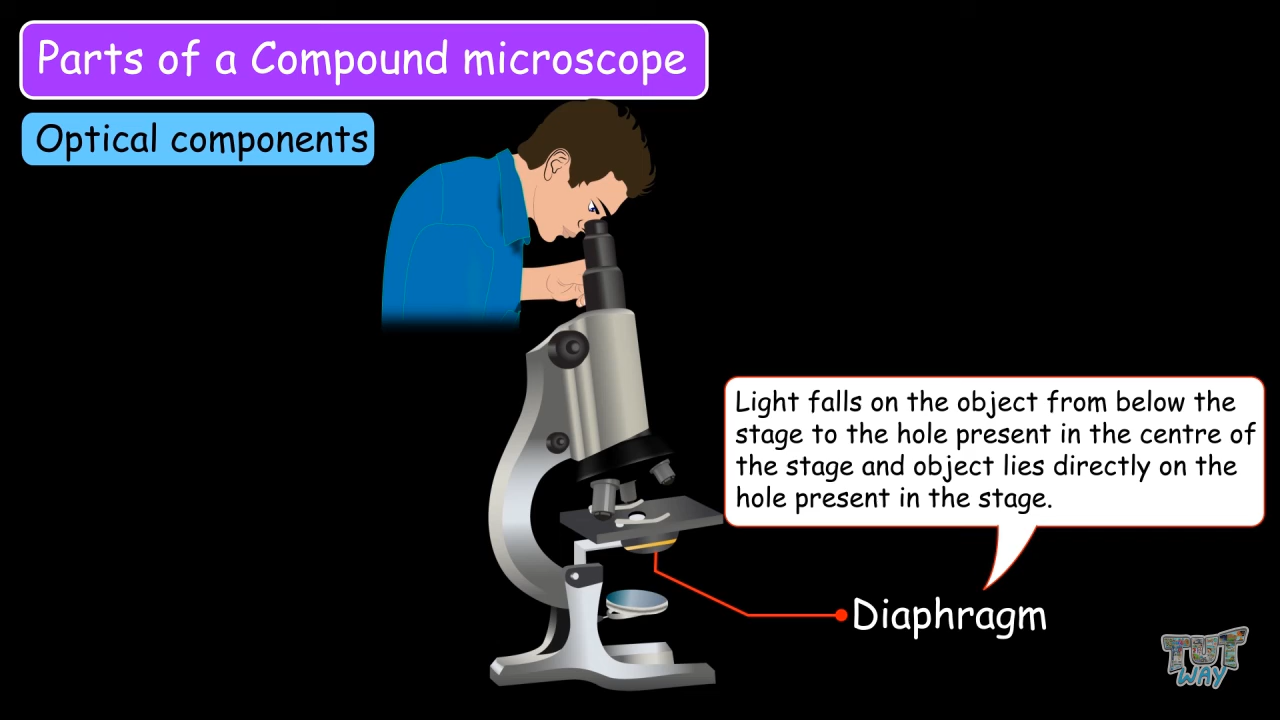 Parts of a Compound microscope
Optical components
Light falls on the object from below the
stage to the hole present in the centre of
the stage and object lies directly on the
hole present in the stage.
Diaphragm
TUT
WAY